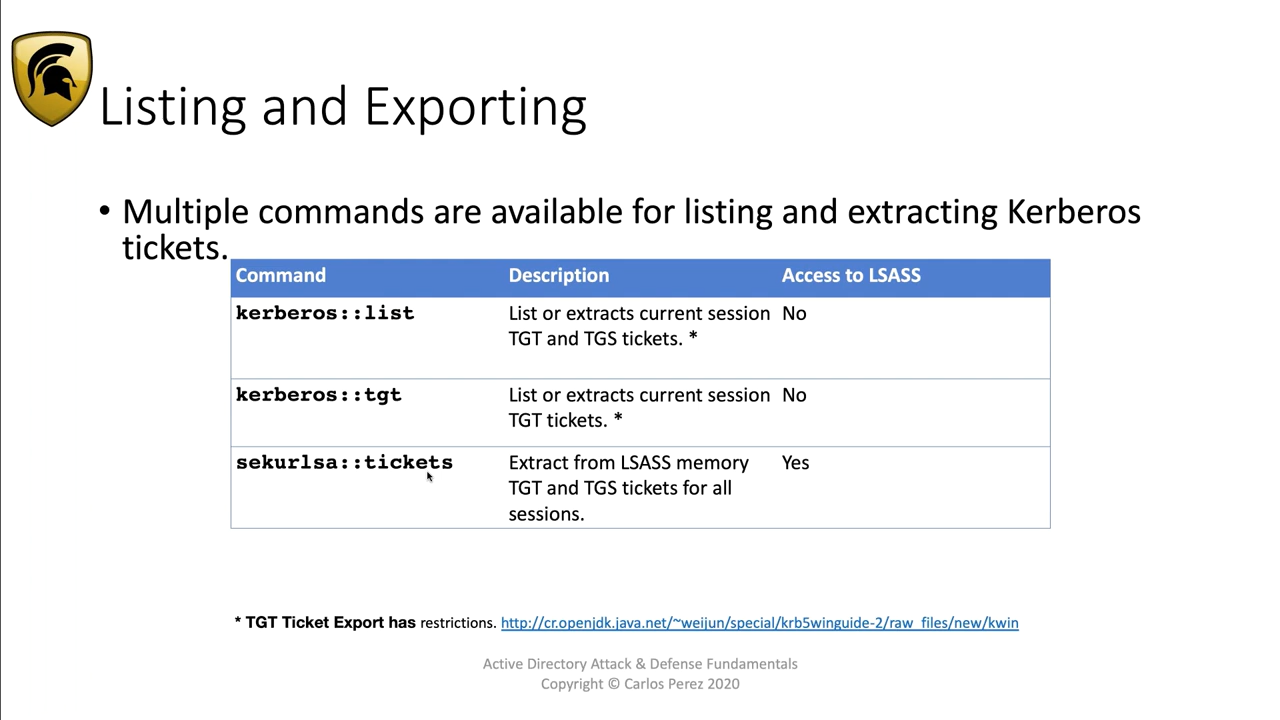 Listing and Exporting
• Multiple commands are available for listing and extracting Kerberos
tickets.
Command Description Access to LSASS
kerberos::list List or extracts current session No
TGT and TGS tickets. *
kerberos::tgt List or extracts current session No
TGT tickets. *
sekurlsa::tickets Extract from LSASS memory Yes
TGT and TGS tickets for all
sessions.
* TGT Ticket Export has restrictions. http://cr.openjdk.java.net/~weijun/special/krb5winguide-2/raw_files/new/kwin
Active Directory Attack & Defense Fundamentals
Copyright © Carlos Perez 2020